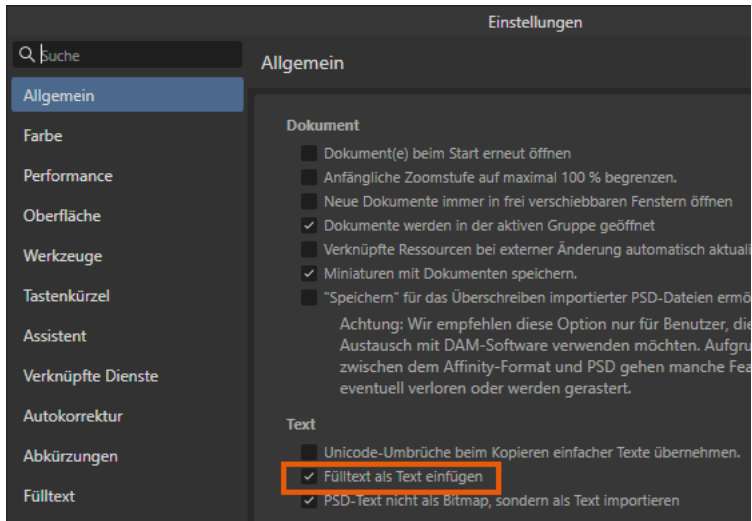 Einstellungen
Suche
Allgemein
Farbe
Performance
Oberfläche
Werkzeuge
Tastenkürzel
Assistent
Verknüpfte Dienste
Autokorrektur
Abkürzungen
Fülltext
Allgemein
Dokument
Dokument(e) beim Start erneut öffnen
Anfängliche Zoomstufe auf maximal 100 % begrenzen.
Neue Dokumente immer in frei verschiebbaren Fenstern öffnen
Dokumente werden in der aktiven Gruppe geöffnet
Verknüpfte Ressourcen bei externer Änderung automatisch aktuali
Miniaturen mit Dokumenten speichern.
"Speichern" für das Überschreiben importierter PSD-Dateien ermö
Achtung: Wir empfehlen diese Option nur für Benutzer, die
Austausch mit DAM-Software verwenden möchten. Aufgru
zwischen dem Affinity-Format und PSD gehen manche Fea
eventuell verloren oder werden gerastert.
Text
Unicode-Umbrüche beim Kopieren einfacher Texte übernehmen.
Fülltext als Text einfügen
PSD-Text nicht als Bitmap, sondern als Text importieren